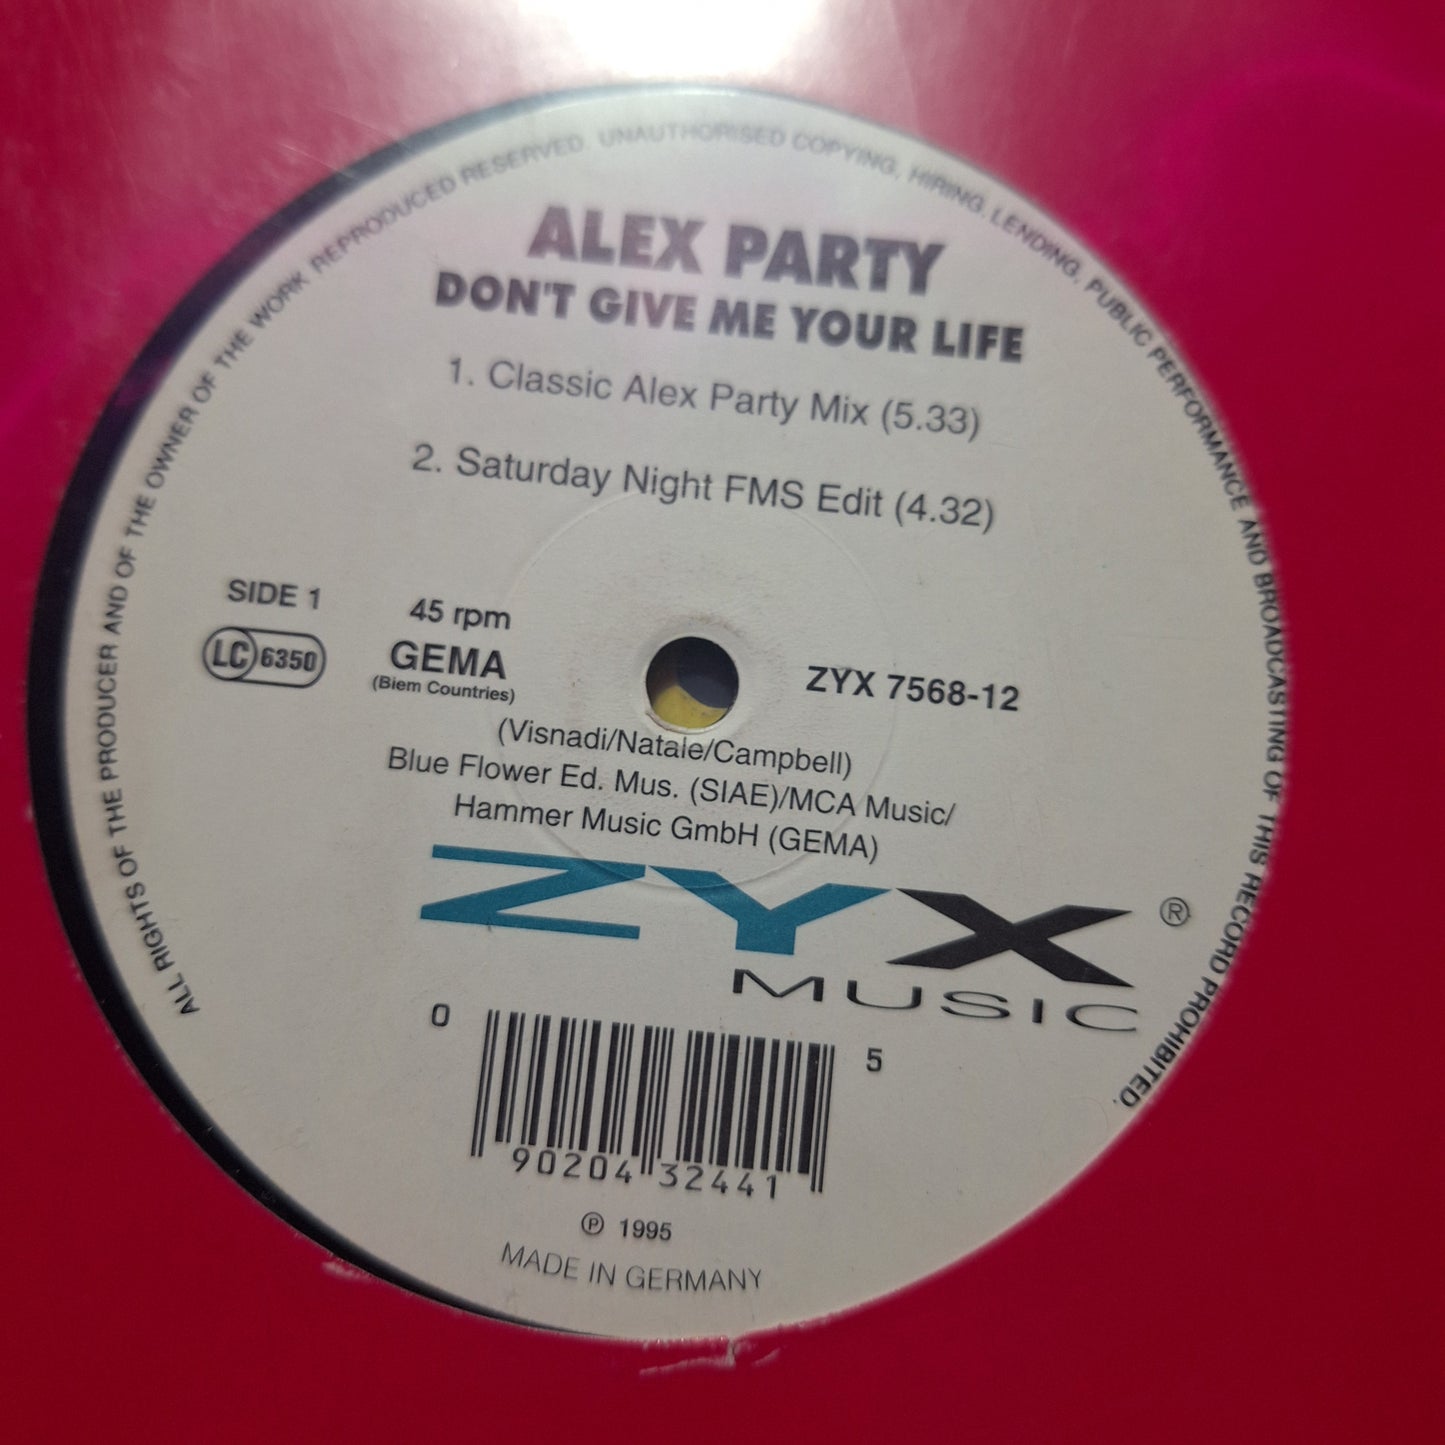 ALL RIGHTS OF THE PRODUCER AND OF THE OWNER OF THE WORK REPRODUCED RESERVED. UNAUTHORISED COPYING, HIRING, LENDING, PUBLIC PERFORMANCE AND BROADCASTING OF THIS RECORD PROHIBITED.
ALEX PARTY
DON'T GIVE ME YOUR LIFE
1. Classic Alex Party Mix (5.33)
2. Saturday Night FMS Edit (4.32)
SIDE 1
LC 6350
45 rpm
GEMA
(Biem Countries)
ZYX 7568-12
(Visnadi/Natale/Campbell)
Blue Flower Ed. Mus. (SIAE)/MCA Music/
Hammer Music GmbH (GEMA)
ZYX ®
MUSIC
0 90204 32441 5
℗ 1995
MADE IN GERMANY